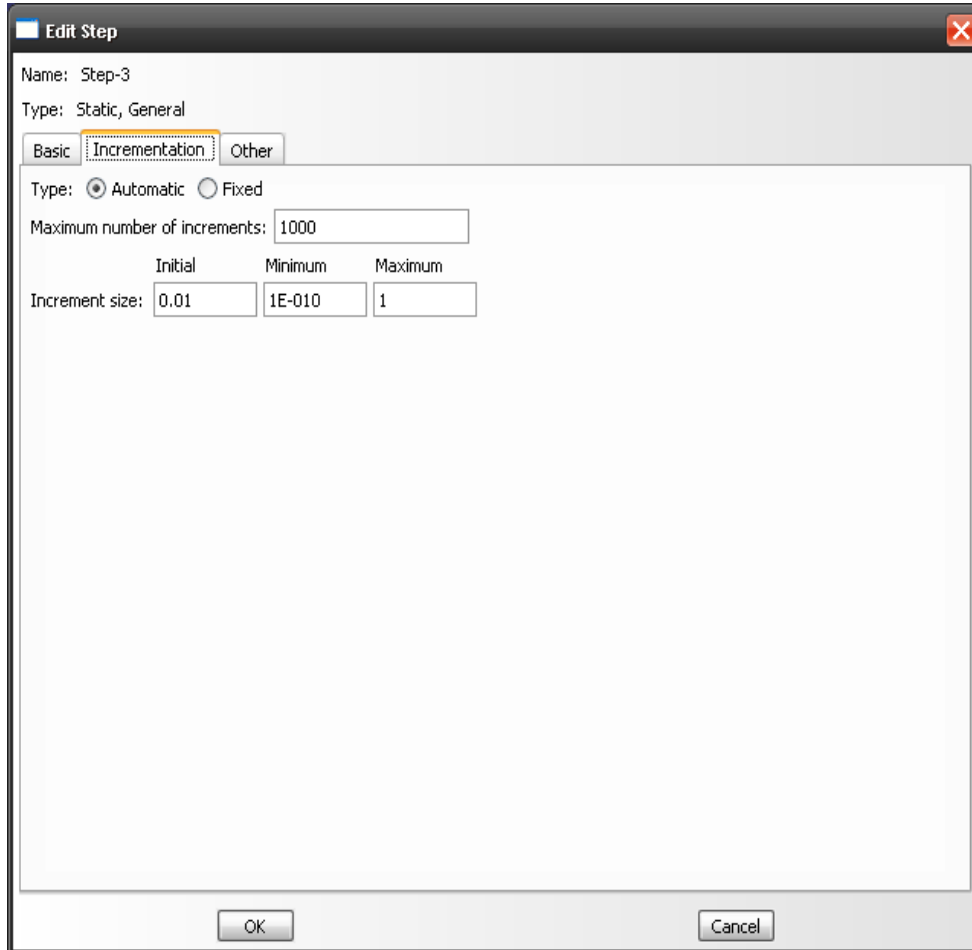 Edit Step
Name: Step-3
Type: Static, General
Basic Incrementation Other
Type: Automatic Fixed
Maximum number of increments: 1000
Initial Minimum Maximum
Increment size: 0.01 1E-010 1
OK Cancel